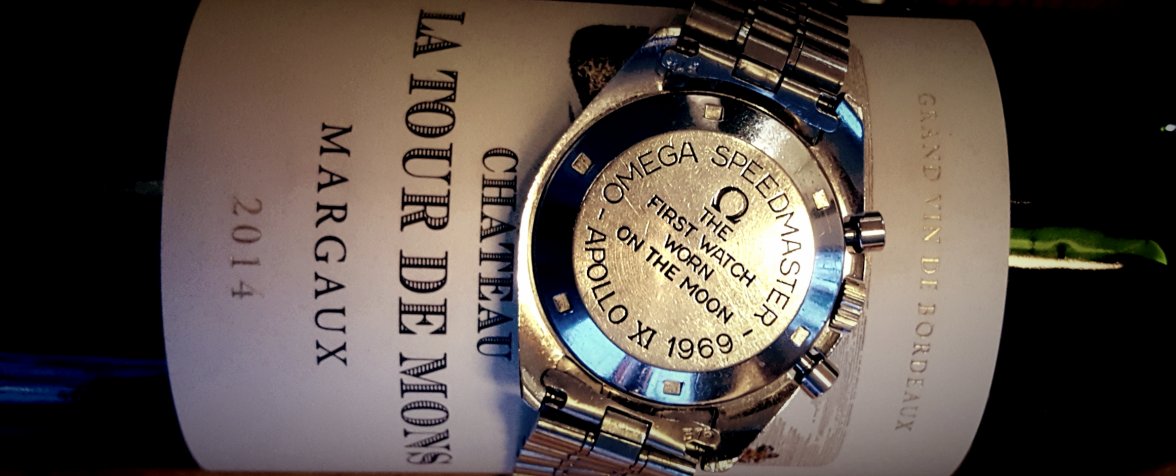 GRAND VIN DE BORDEAUX
CHATEAU
LA TOUR DE MONS
MARGAUX
2014
OMEGA SPEEDMASTER
Ω
THE
FIRST WATCH
WORN
ON THE MOON
- APOLLO XI 1969 -